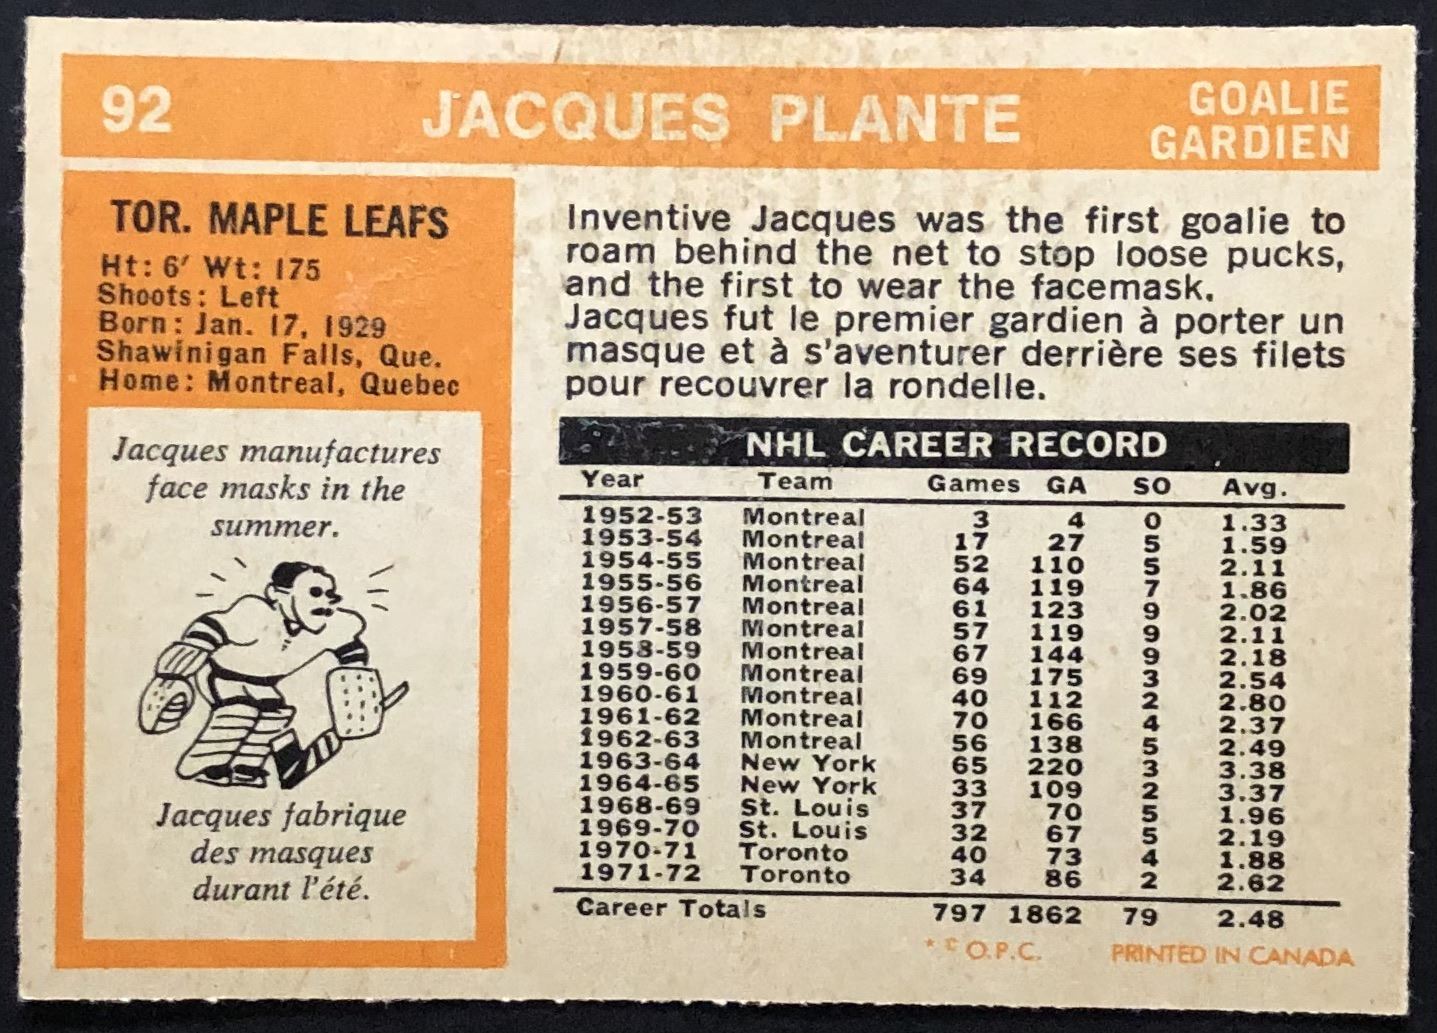 92 JACQUES PLANTE GOALIE
GARDIEN
TOR. MAPLE LEAFS
Ht: 6' Wt: 175
Shoots: Left
Born: Jan. 17, 1929
Shawinigan Falls, Que.
Home: Montreal, Quebec
Jacques manufactures
face masks in the
summer.
Jacques fabrique
des masques
durant l'été.
Inventive Jacques was the first goalie to
roam behind the net to stop loose pucks,
and the first to wear the facemask.
Jacques fut le premier gardien à porter un
masque et à s'aventurer derrière ses filets
pour recouvrer la rondelle.
NHL CAREER RECORD
Year Team Games GA SO Avg.
1952-53 Montreal 3 4 0 1.33
1953-54 Montreal 17 27 5 1.59
1954-55 Montreal 52 110 5 2.11
1955-56 Montreal 64 119 7 1.86
1956-57 Montreal 61 123 9 2.02
1957-58 Montreal 57 119 9 2.11
1958-59 Montreal 67 144 9 2.18
1959-60 Montreal 69 175 3 2.54
1960-61 Montreal 40 112 2 2.80
1961-62 Montreal 70 166 4 2.37
1962-63 Montreal 56 138 5 2.49
1963-64 New York 65 220 3 3.38
1964-65 New York 33 109 2 3.37
1968-69 St. Louis 37 70 5 1.96
1969-70 St. Louis 32 67 5 2.19
1970-71 Toronto 40 73 4 1.88
1971-72 Toronto 34 86 2 2.62
Career Totals 797 1862 79 2.48
* © O.P.C. PRINTED IN CANADA